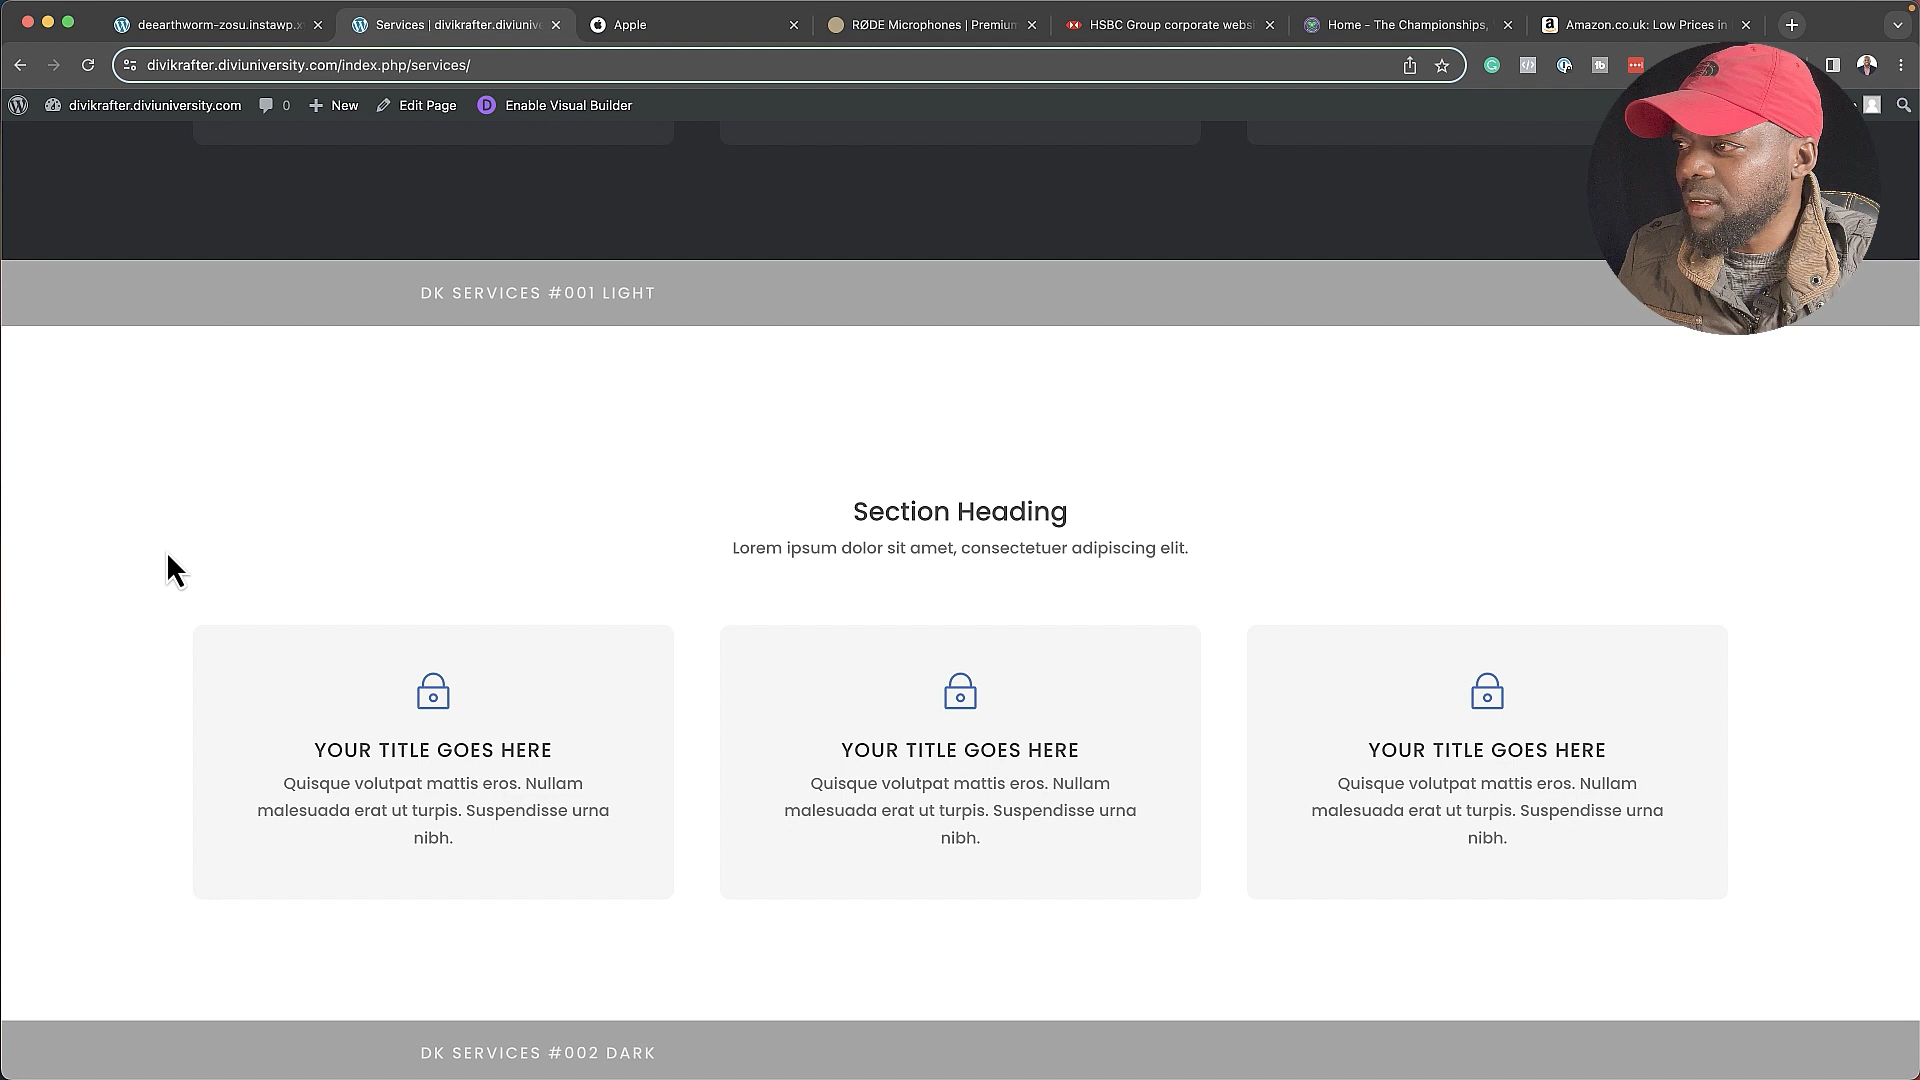 deearthworm-zosu.instawp.x
Services | divikrafter.diviunive
Apple
RØDE Microphones | Premium
HSBC Group corporate webs
Home - The Championships,
Amazon.co.uk: Low Prices in
divikrafter.diviuniversity.com/index.php/services/
divikrafter.diviuniversity.com 0 New Edit Page D Enable Visual Builder
DK SERVICES #001 LIGHT
Section Heading
Lorem ipsum dolor sit amet, consectetuer adipiscing elit.
YOUR TITLE GOES HERE
Quisque volutpat mattis eros. Nullam
malesuada erat ut turpis. Suspendisse urna
nibh.
YOUR TITLE GOES HERE
Quisque volutpat mattis eros. Nullam
malesuada erat ut turpis. Suspendisse urna
nibh.
YOUR TITLE GOES HERE
Quisque volutpat mattis eros. Nullam
malesuada erat ut turpis. Suspendisse urna
nibh.
DK SERVICES #002 DARK